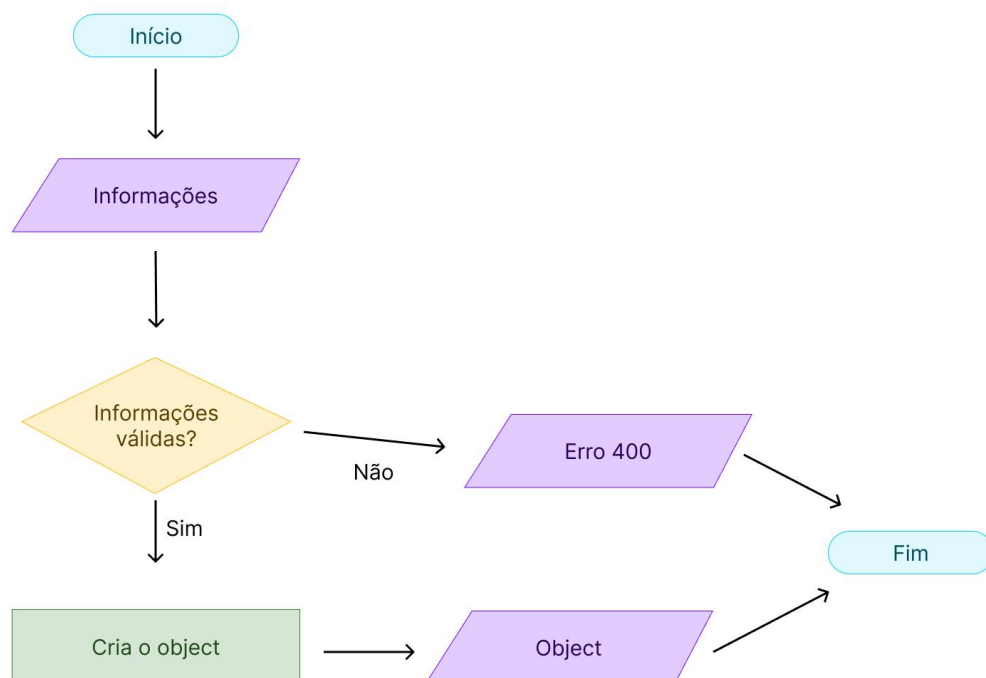 Início
Informações
Informações
válidas?
Não
Erro 400
Sim
Fim
Cria o object
Object